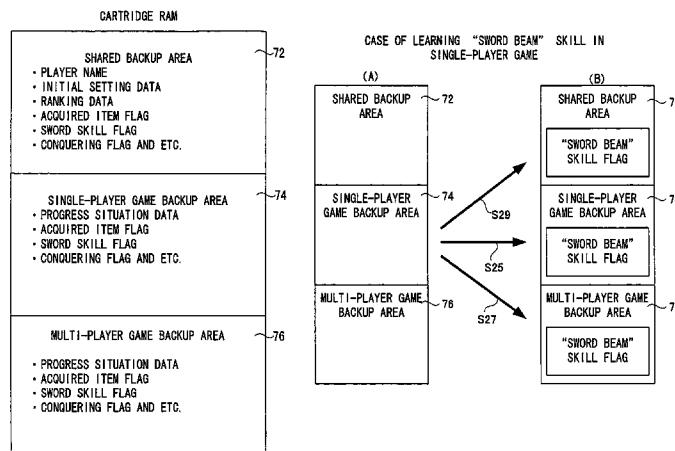 CARTRIDGE RAM
SHARED BACKUP AREA
72
· PLAYER NAME
· INITIAL SETTING DATA
· RANKING DATA
· ACQUIRED ITEM FLAG
· SWORD SKILL FLAG
· CONQUERING FLAG AND ETC.
SINGLE-PLAYER GAME BACKUP AREA
74
· PROGRESS SITUATION DATA
· ACQUIRED ITEM FLAG
· SWORD SKILL FLAG
· CONQUERING FLAG AND ETC.
MULTI-PLAYER GAME BACKUP AREA
76
· PROGRESS SITUATION DATA
· ACQUIRED ITEM FLAG
· SWORD SKILL FLAG
· CONQUERING FLAG AND ETC.
CASE OF LEARNING "SWORD BEAM" SKILL IN
SINGLE-PLAYER GAME
(A)
SHARED BACKUP
AREA
72
SINGLE-PLAYER
GAME BACKUP AREA
74
MULTI-PLAYER GAME
BACKUP AREA
76
S29
S25
S27
(B)
SHARED BACKUP
AREA
7
"SWORD BEAM"
SKILL FLAG
SINGLE-PLAYER
GAME BACKUP AREA
7
"SWORD BEAM"
SKILL FLAG
MULTI-PLAYER GAME
BACKUP AREA
7
"SWORD BEAM"
SKILL FLAG